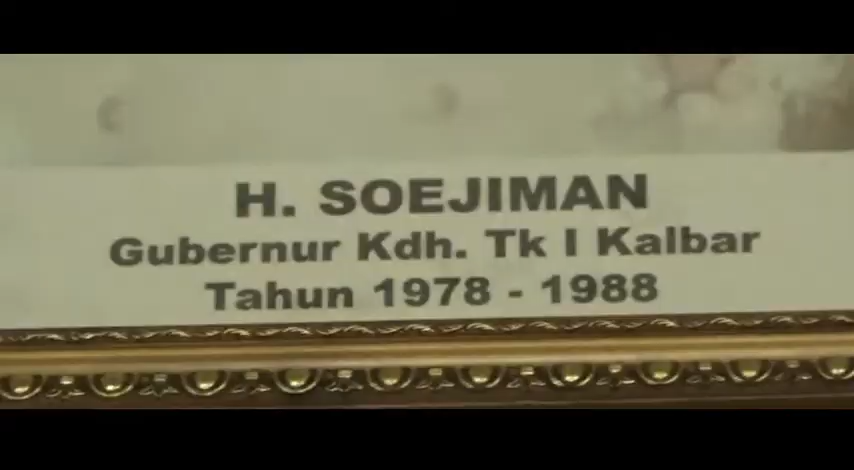 H. SOEJIMAN
Gubernur Kdh. Tk I Kalbar
Tahun 1978 - 1988